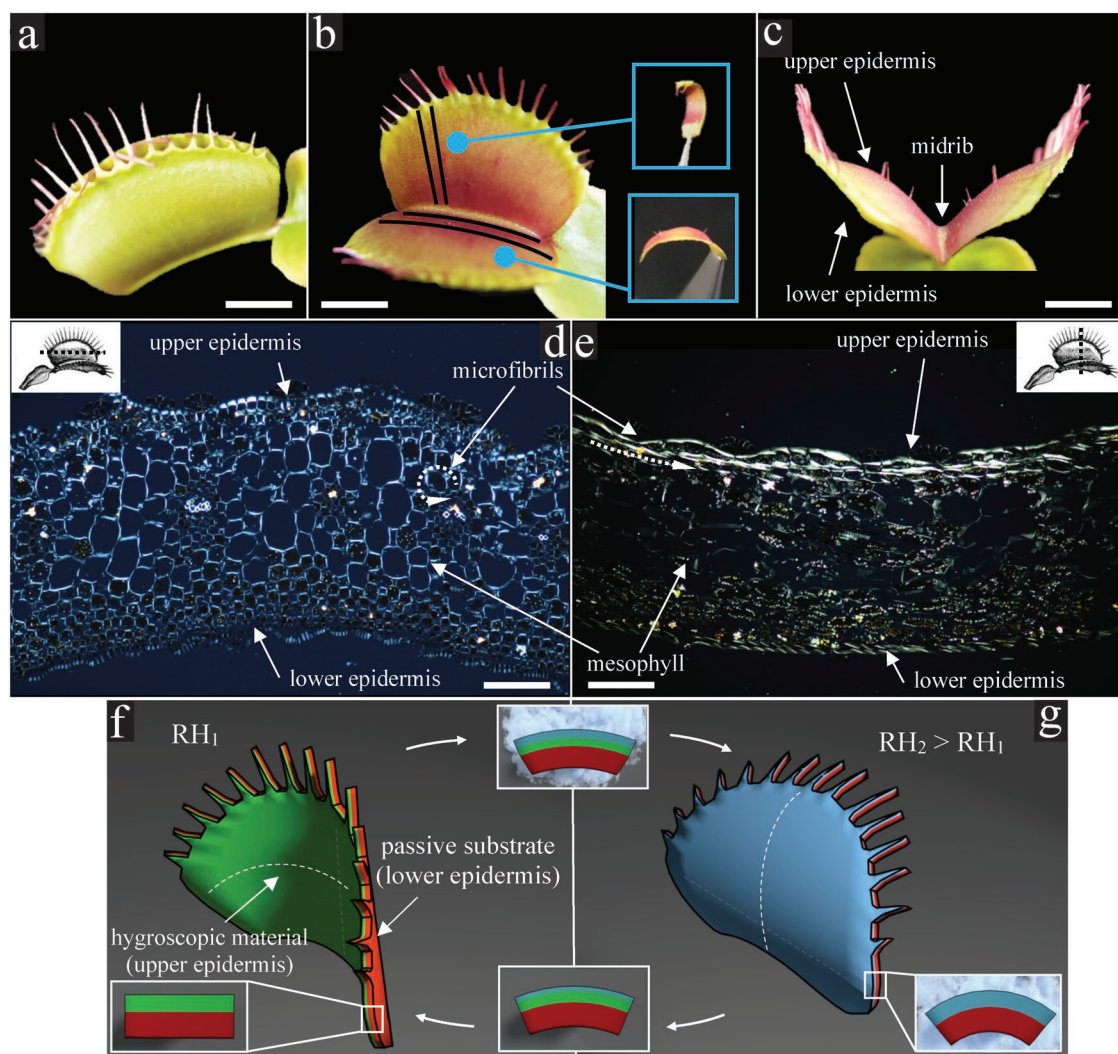 a
b
c
upper epidermis
midrib
lower epidermis
d
upper epidermis
microfibrils
lower epidermis
mesophyll
e
upper epidermis
lower epidermis
f
RH₁
passive substrate
(lower epidermis)
hygroscopic material
(upper epidermis)
g
RH₂ > RH₁